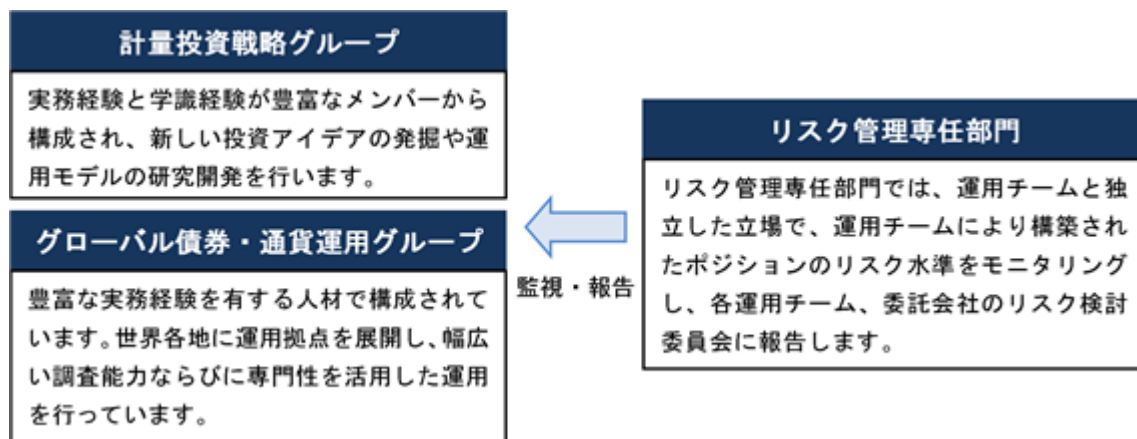 計量投資戦略グループ
実務経験と学識経験が豊富なメンバーから
構成され、新しい投資アイデアの発掘や運
用モデルの研究開発を行います。
グローバル債券・通貨運用グループ
豊富な実務経験を有する人材で構成されて
います。世界各地に運用拠点を展開し、幅広
い調査能力ならびに専門性を活用した運用
を行っています。
監視・報告
リスク管理専任部門
リスク管理専任部門では、運用チームと独
立した立場で、運用チームにより構築され
たポジションのリスク水準をモニタリング
し、各運用チーム、委託会社のリスク検討
委員会に報告します。